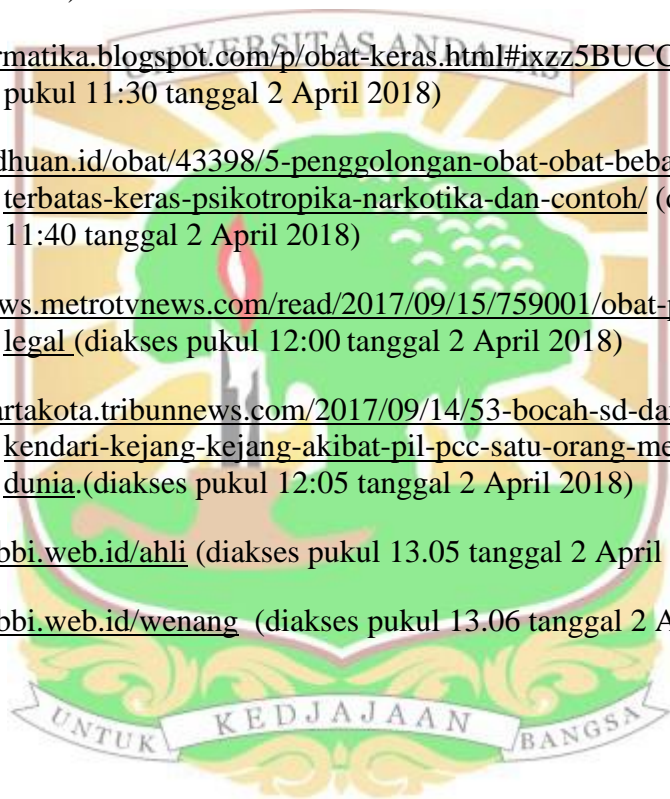 rmatika.blogspot.com/p/obat-keras.html#ixzz5BUCC
UNIVERSITAS ANDALAS
pukul 11:30 tanggal 2 April 2018)
dhuan.id/obat/43398/5-penggolongan-obat-obat-beba
terbatas-keras-psikotropika-narkotika-dan-contoh/ (
11:40 tanggal 2 April 2018)
ws.metrotvnews.com/read/2017/09/15/759001/obat-p
legal (diakses pukul 12:00 tanggal 2 April 2018)
artakota.tribunnews.com/2017/09/14/53-bocah-sd-da
kendari-kejang-kejang-akibat-pil-pcc-satu-orang-me
dunia.(diakses pukul 12:05 tanggal 2 April 2018)
bbi.web.id/ahli (diakses pukul 13.05 tanggal 2 April
bbi.web.id/wenang (diakses pukul 13.06 tanggal 2 A
UNTUK KEDJAJAAN BANGSA